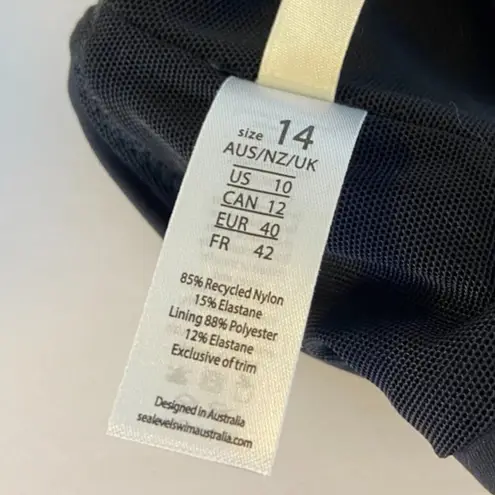 size 14
AUS/NZ/UK
US 10
CAN 12
EUR 40
FR 42
85% Recycled Nylon
15% Elastane
Lining 88% Polyester
12% Elastane
Exclusive of trim
Designed in Australia
sealevelswimaustralia.com